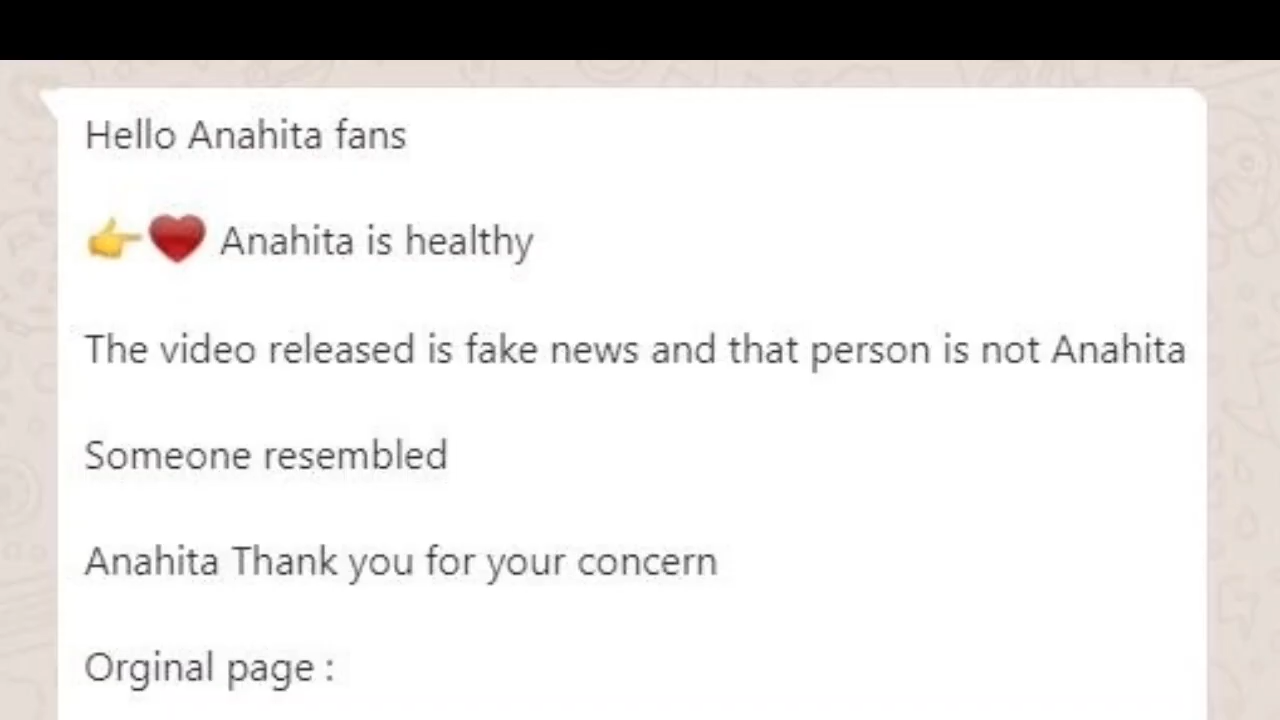 Hello Anahita fans
👉❤️ Anahita is healthy
The video released is fake news and that person is not Anahita
Someone resembled
Anahita Thank you for your concern
Orginal page :